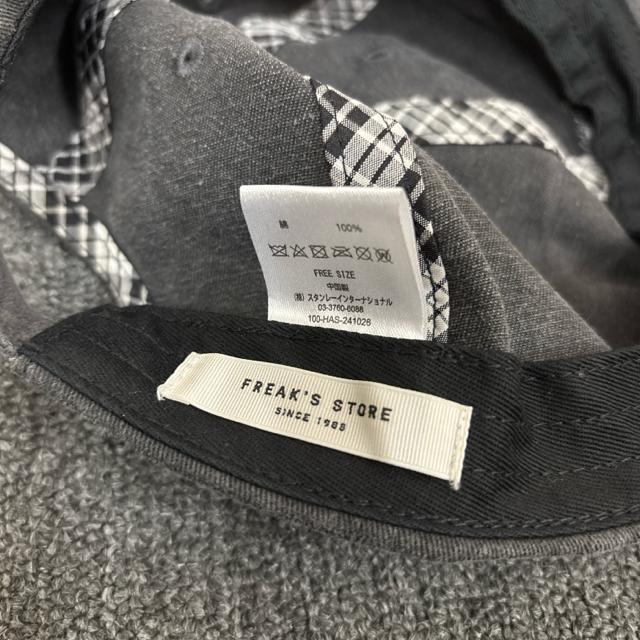 綿 100%
FREE SIZE
中国製
(株) スタンレーインターナショナル
03-3760-6088
100-HAS-241026
FREAK'S STORE
SINCE 1986